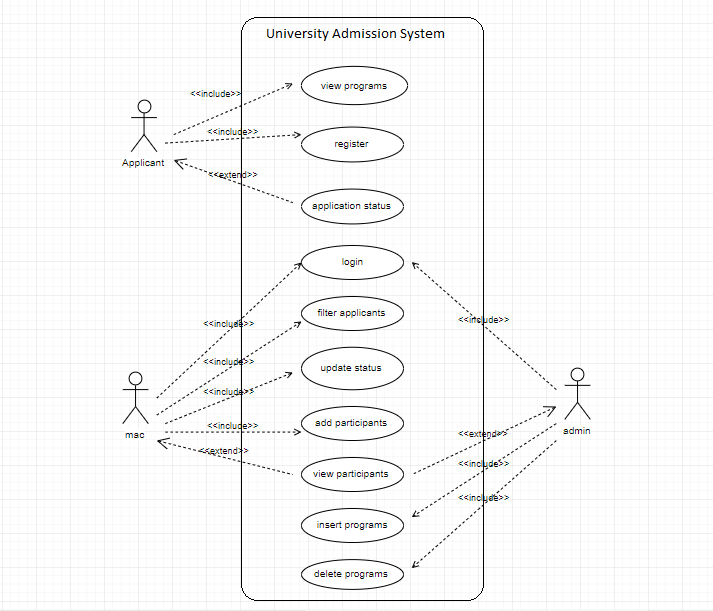 University Admission System
view programs
<<include>>
<<include>>
register
Applicant
<<extend>>
application status
login
filter applicants
<<include>>
<<include>>
<<include>>
update status
<<include>>
mac
add participants
<<include>>
admin
<<extend>>
<<extend>>
<<include>>
view participants
<<include>>
insert programs
delete programs